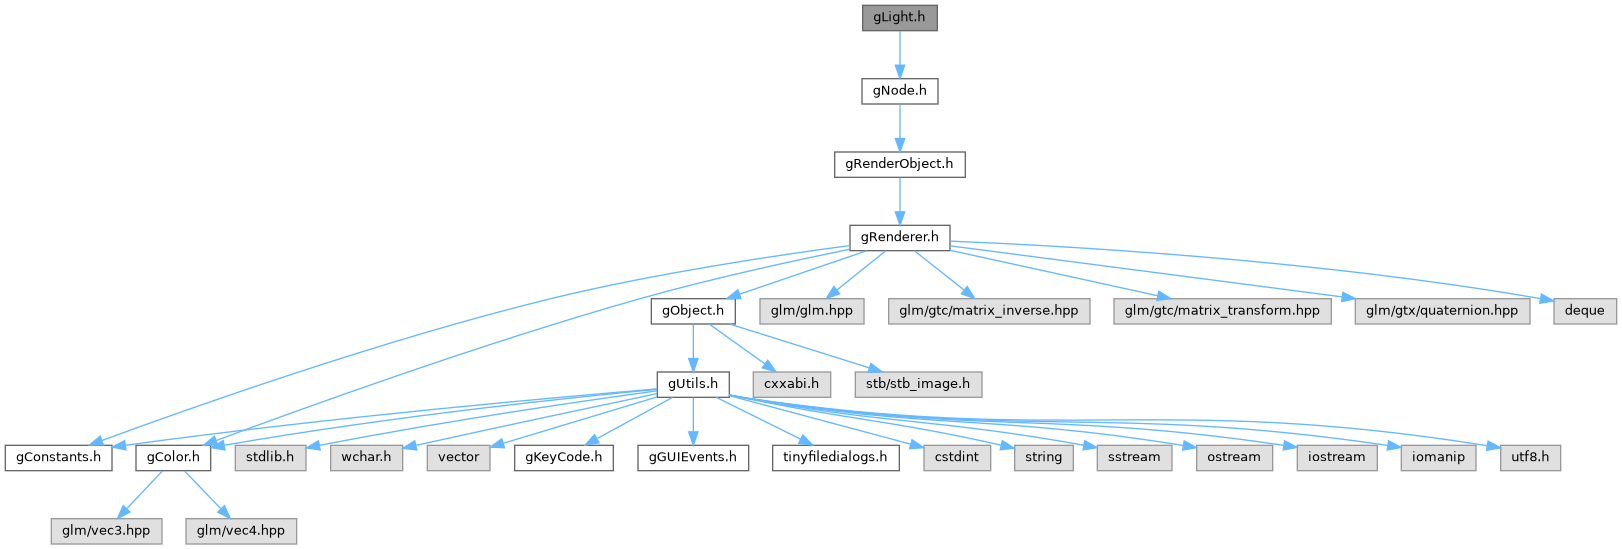 gLight.h
gNode.h
gRenderObject.h
gRenderer.h
gObject.h
glm/glm.hpp
glm/gtc/matrix_inverse.hpp
glm/gtc/matrix_transform.hpp
glm/gtx/quaternion.hpp
deque
gUtils.h
cxxabi.h
stb/stb_image.h
gConstants.h
gColor.h
stdlib.h
wchar.h
vector
gKeyCode.h
gGUIEvents.h
tinyfiledialogs.h
cstdint
string
sstream
ostream
iostream
iomanip
utf8.h
glm/vec3.hpp
glm/vec4.hpp